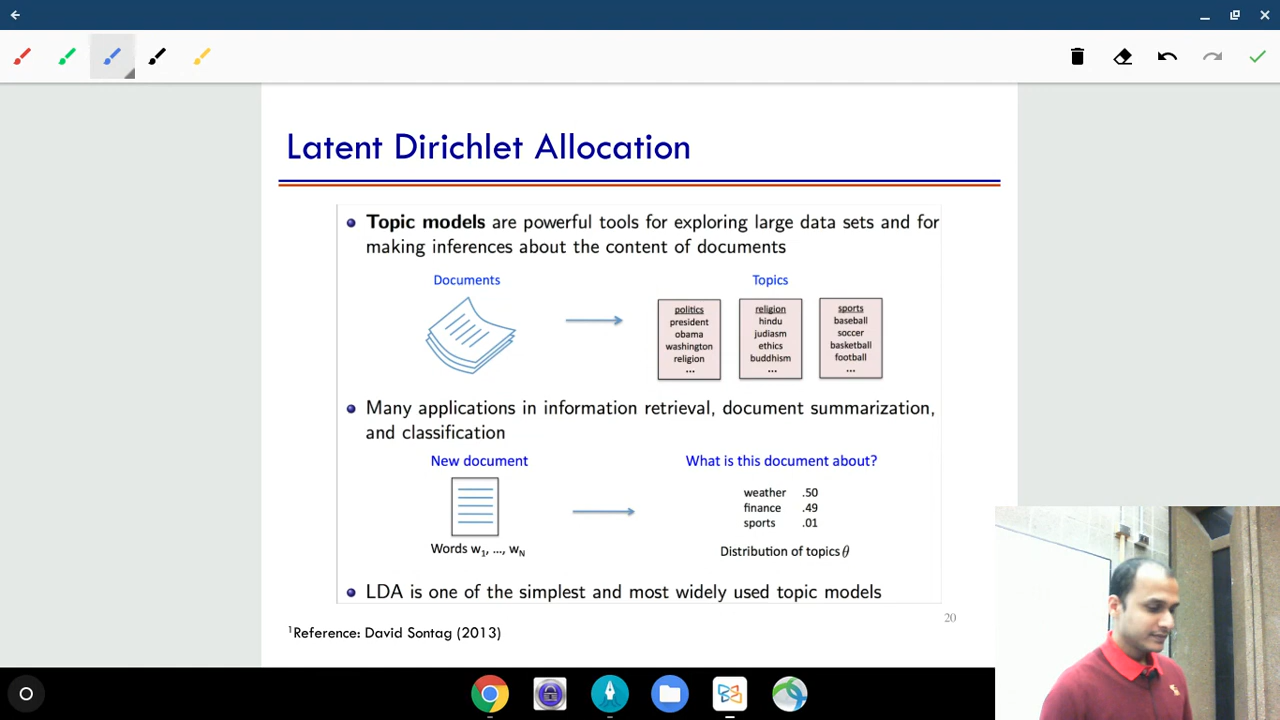 Latent Dirichlet Allocation
Topic models are powerful tools for exploring large data sets and for
making inferences about the content of documents
Documents
Topics
politics
president
obama
washington
religion
...
religion
hindu
judiasm
ethics
buddhism
...
sports
baseball
soccer
basketball
football
...
Many applications in information retrieval, document summarization,
and classification
New document
What is this document about?
weather .50
finance .49
sports .01
Words w1, ..., wN
Distribution of topics θ
LDA is one of the simplest and most widely used topic models
20
1Reference: David Sontag (2013)